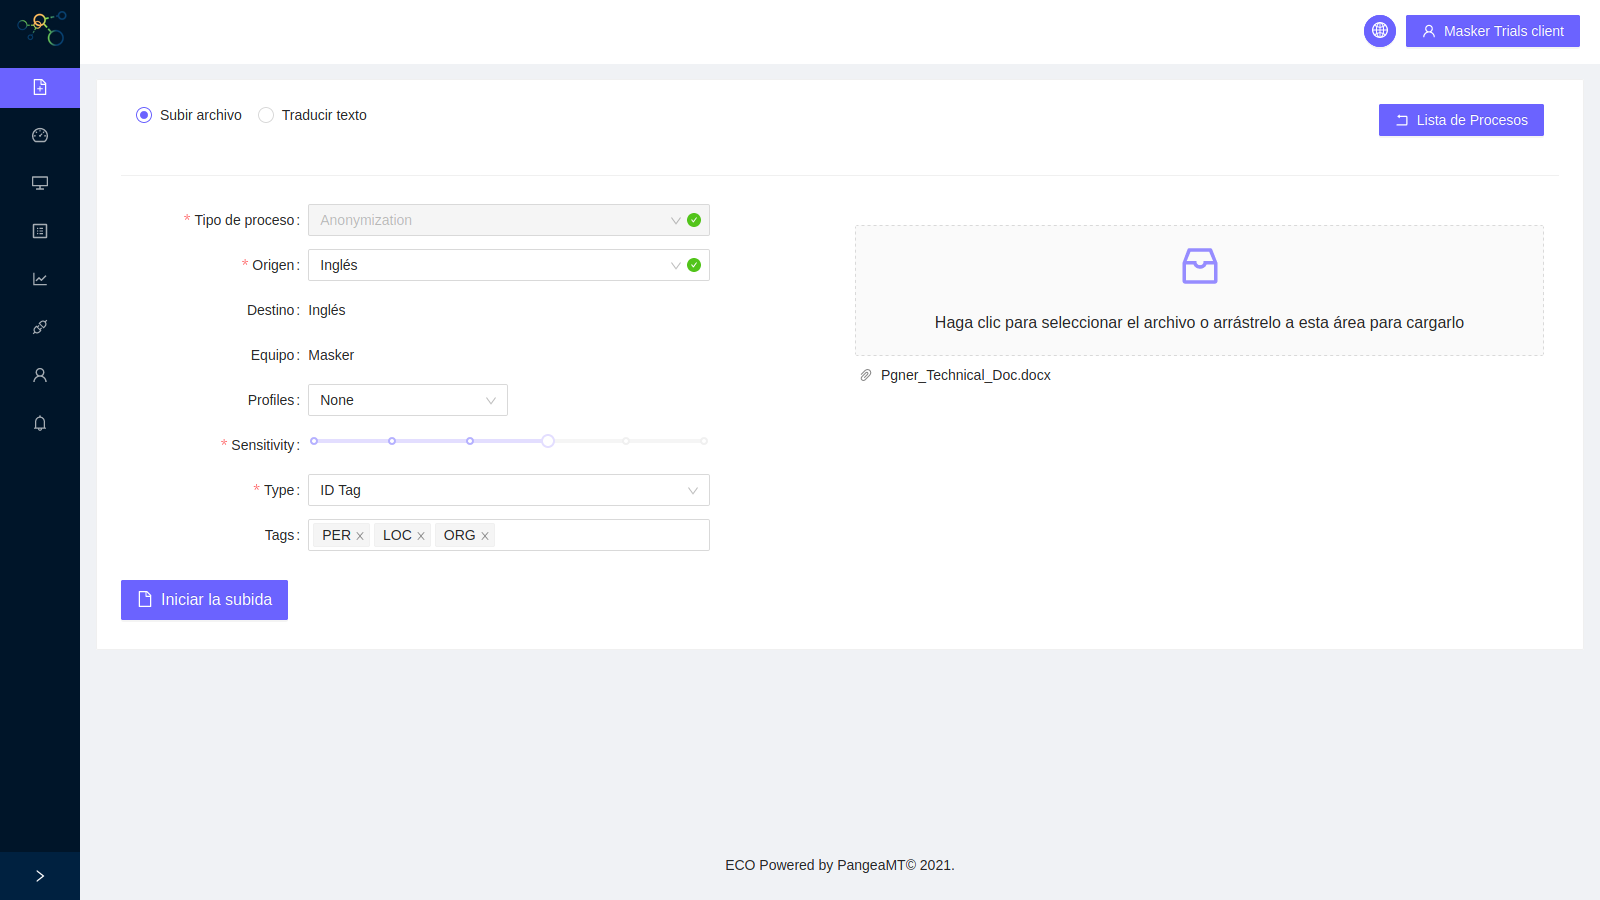 Masker Trials client
Subir archivo Traducir texto
Lista de Procesos
* Tipo de proceso: Anonymization
* Origen: Inglés
Destino: Inglés
Equipo: Masker
Profiles: None
* Sensitivity:
* Type: ID Tag
Tags: PER LOC ORG
Iniciar la subida
Haga clic para seleccionar el archivo o arrástrelo a esta área para cargarlo
Pgner_Technical_Doc.docx
ECO Powered by PangeaMT© 2021.